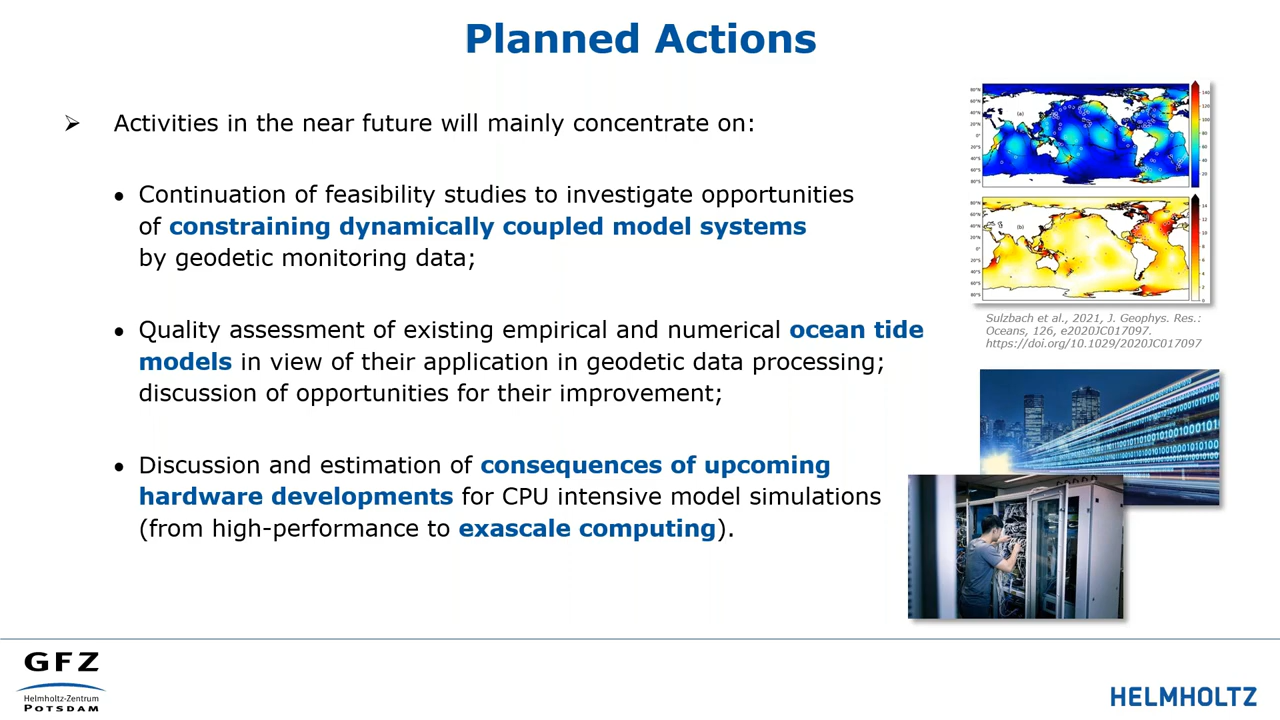 Planned Actions
➢ Activities in the near future will mainly concentrate on:
• Continuation of feasibility studies to investigate opportunities
of constraining dynamically coupled model systems
by geodetic monitoring data;
• Quality assessment of existing empirical and numerical ocean tide
models in view of their application in geodetic data processing;
discussion of opportunities for their improvement;
• Discussion and estimation of consequences of upcoming
hardware developments for CPU intensive model simulations
(from high-performance to exascale computing).
(a)
(b)
Sulzbach et al., 2021, J. Geophys. Res.:
Oceans, 126, e2020JC017097.
https://doi.org/10.1029/2020JC017097
GFZ
Helmholtz-Zentrum
POTSDAM
HELMHOLTZ